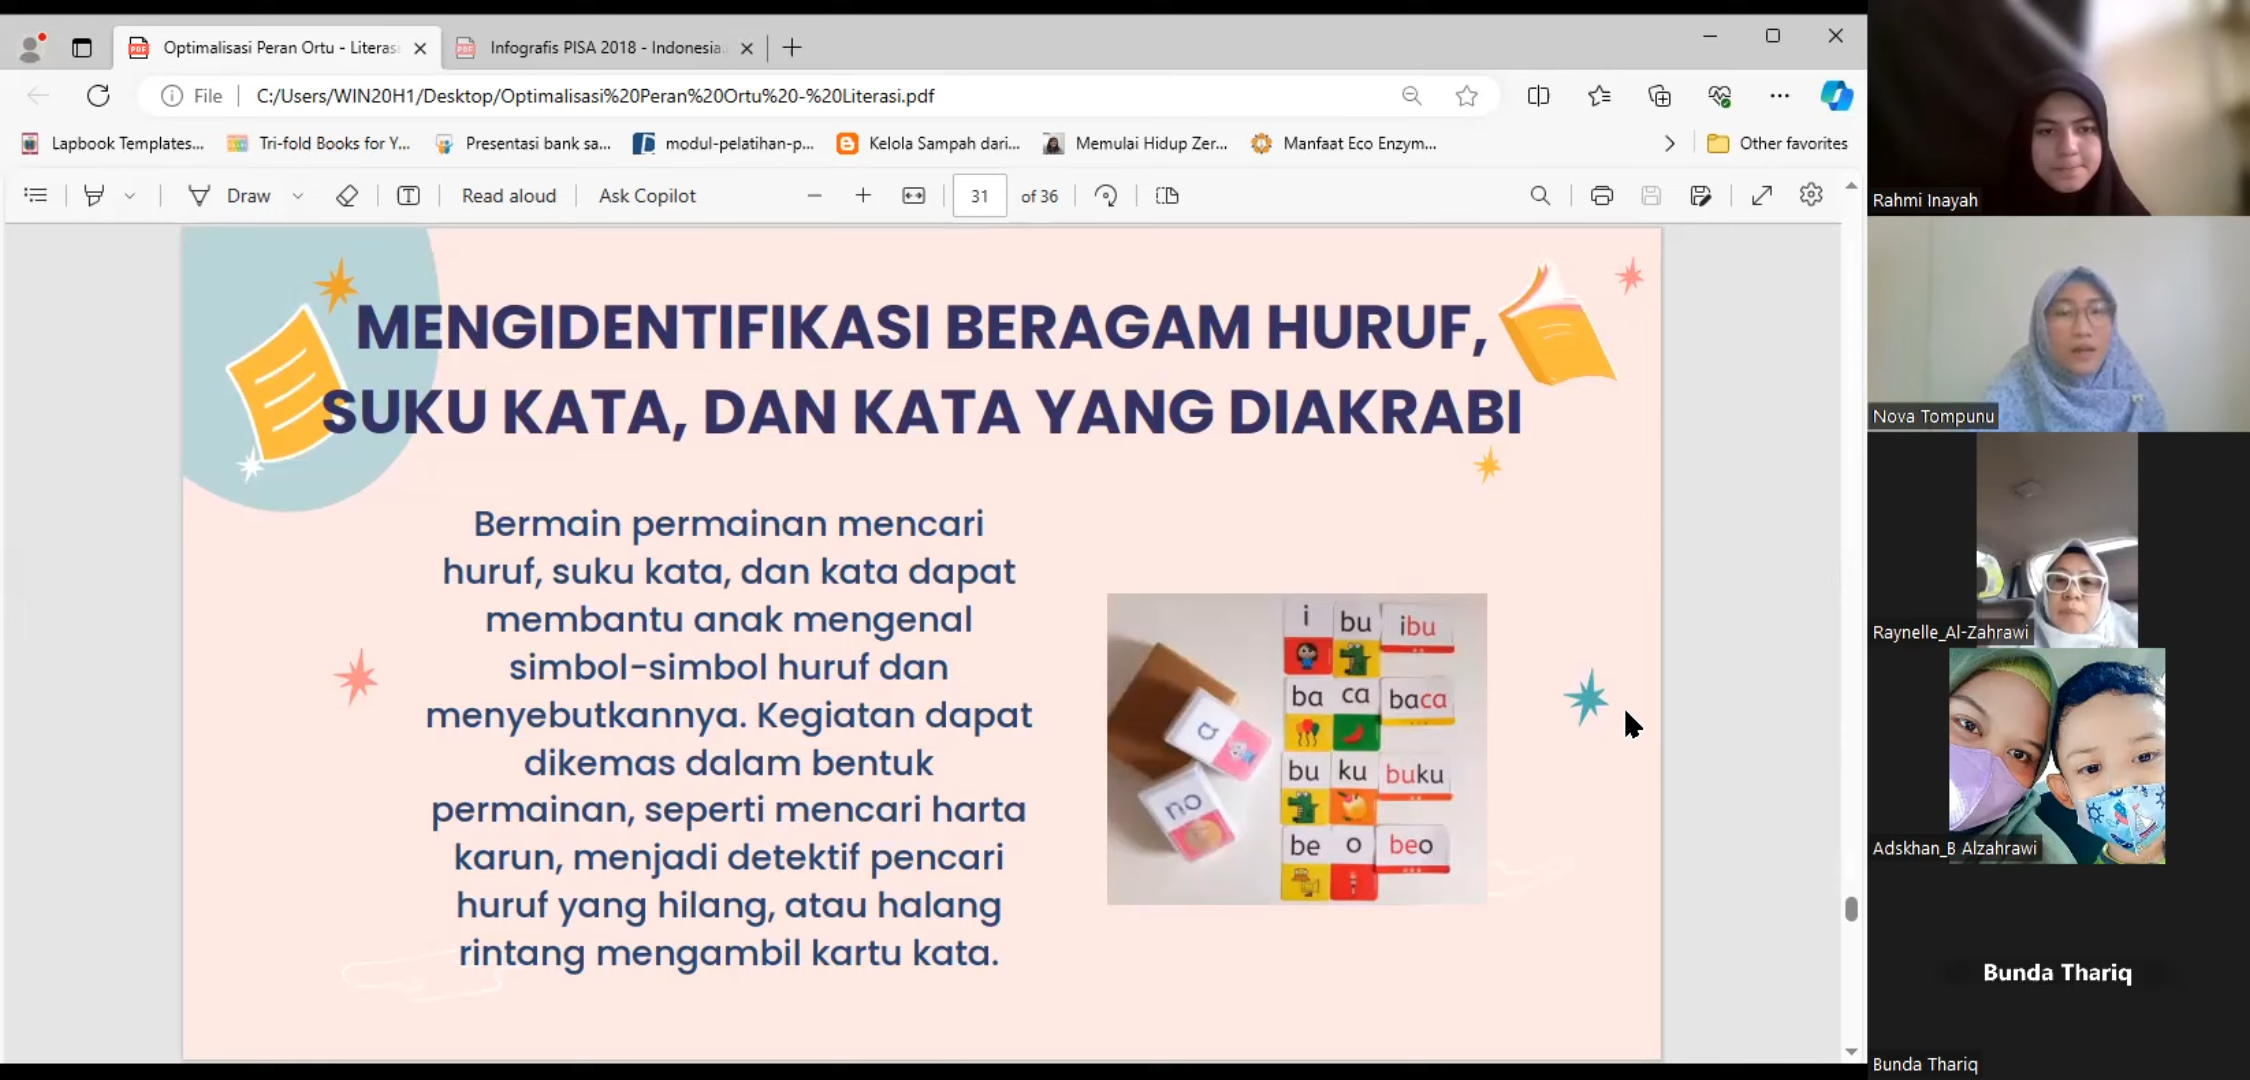 Optimalisasi Peran Ortu - Literas
Infografis PISA 2018 - Indonesia.
File
C:/Users/WIN20H1/Desktop/Optimalisasi%20Peran%20Ortu%20-%20Literasi.pdf
Lapbook Templates...
Tri-fold Books for Y...
Presentasi bank sa...
modul-pelatihan-p...
Kelola Sampah dari...
Memulai Hidup Zer...
Manfaat Eco Enzym...
Other favorites
Draw
Read aloud
Ask Copilot
31 of 36
MENGIDENTIFIKASI BERAGAM HURUF,
SUKU KATA, DAN KATA YANG DIAKRABI
Bermain permainan mencari
huruf, suku kata, dan kata dapat
membantu anak mengenal
simbol-simbol huruf dan
menyebutkannya. Kegiatan dapat
dikemas dalam bentuk
permainan, seperti mencari harta
karun, menjadi detektif pencari
huruf yang hilang, atau halang
rintang mengambil kartu kata.
i bu ibu
ba ca baca
bu ku buku
be o beo
a
no
Rahmi Inayah
Nova Tompunu
Raynelle_Al-Zahrawi
Adskhan_B Alzahrawi
Bunda Thariq
Bunda Thariq